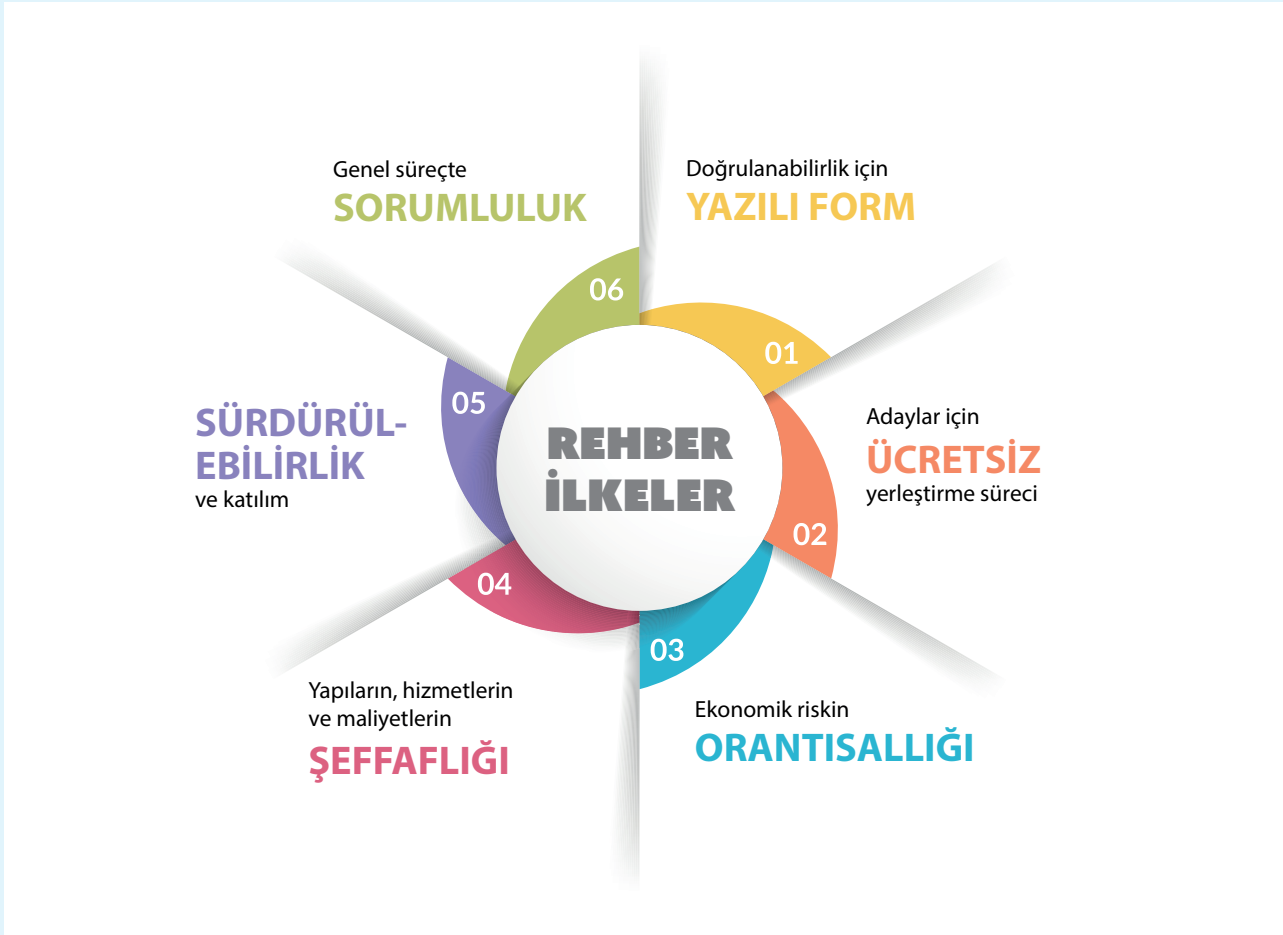 REHBER
İLKELER
Doğrulanabilirlik için
YAZILI FORM
01
Adaylar için
ÜCRETSİZ
yerleştirme süreci
02
Ekonomik riskin
ORANTISALLIĞI
03
Yapıların, hizmetlerin
ve maliyetlerin
ŞEFFAFLIĞI
04
SÜRDÜRÜL-
EBİLİRLİK
ve katılım
05
Genel süreçte
SORUMLULUK
06